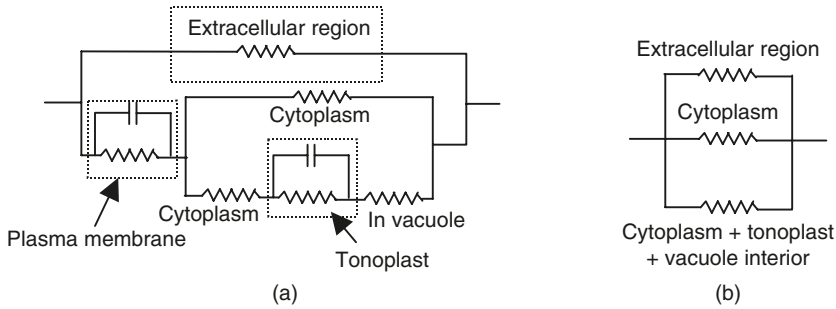 Extracellular region
Cytoplasm
Cytoplasm
In vacuole
Plasma membrane
Tonoplast
(a)
Extracellular region
Cytoplasm
Cytoplasm + tonoplast
+ vacuole interior
(b)